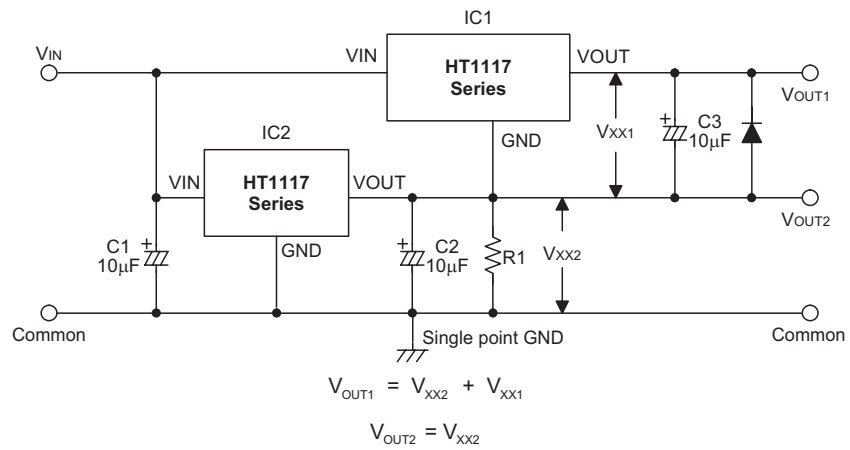 IC1
VIN
VIN
HT1117
Series
VOUT
VOUT1
GND
VXX1
C3
10μF
IC2
VIN
HT1117
Series
VOUT
GND
VOUT2
C1
10μF
C2
10μF
R1
VXX2
Common
Single point GND
Common
VOUT1 = VXX2 + VXX1
VOUT2 = VXX2